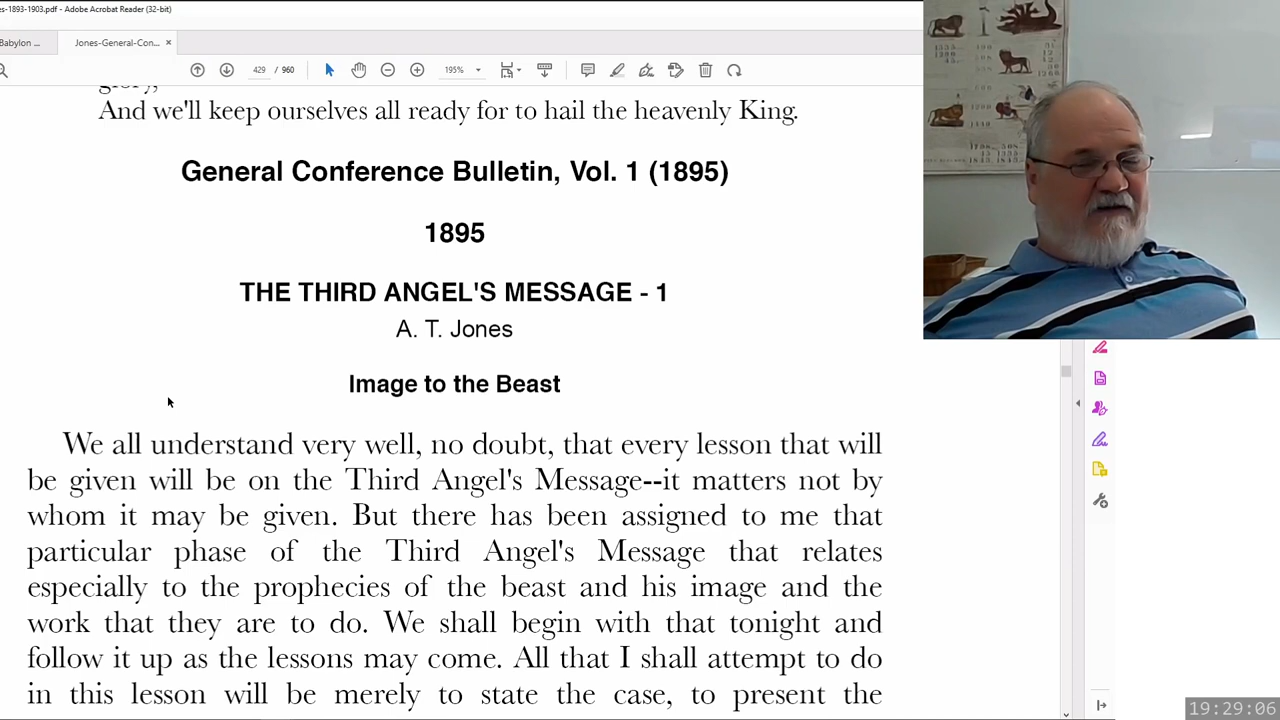 s-1893-1903.pdf - Adobe Acrobat Reader (32-bit)
Babylon ...
Jones-General-Con... ×
429 / 960
195%
glory,
And we'll keep ourselves all ready for to hail the heavenly King.
General Conference Bulletin, Vol. 1 (1895)
1895
THE THIRD ANGEL'S MESSAGE - 1
A. T. Jones
Image to the Beast
We all understand very well, no doubt, that every lesson that will
be given will be on the Third Angel's Message--it matters not by
whom it may be given. But there has been assigned to me that
particular phase of the Third Angel's Message that relates
especially to the prophecies of the beast and his image and the
work that they are to do. We shall begin with that tonight and
follow it up as the lessons may come. All that I shall attempt to do
in this lesson will be merely to state the case, to present the
19:29:06